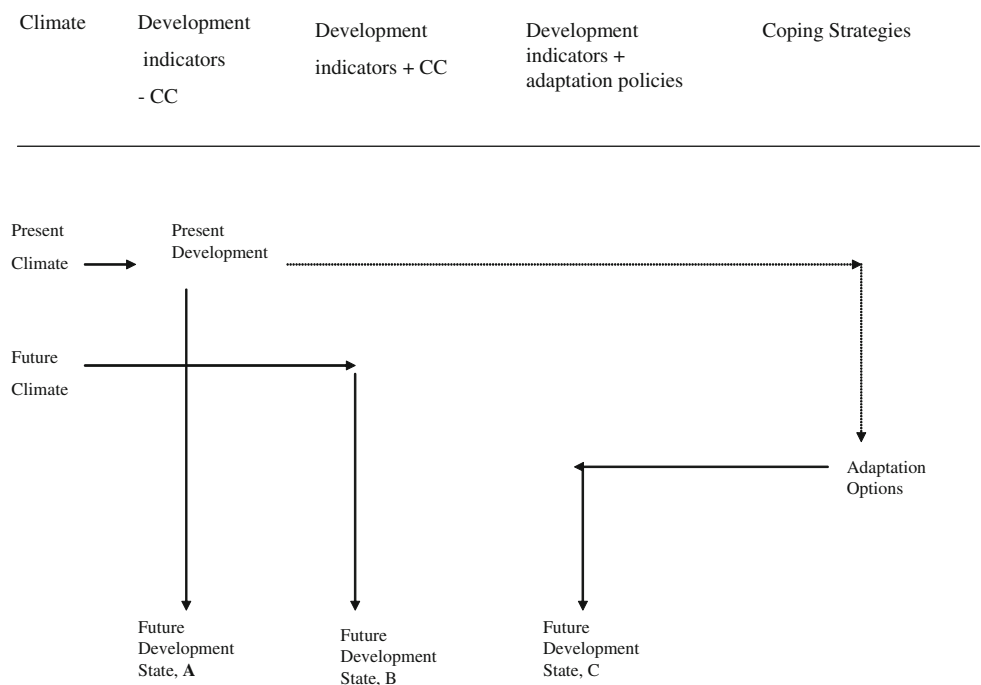 Climate
Development
indicators
- CC
Development
indicators + CC
Development
indicators +
adaptation policies
Coping Strategies
Present
Climate
Present
Development
Future
Climate
Adaptation
Options
Future
Development
State, A
Future
Development
State, B
Future
Development
State, C